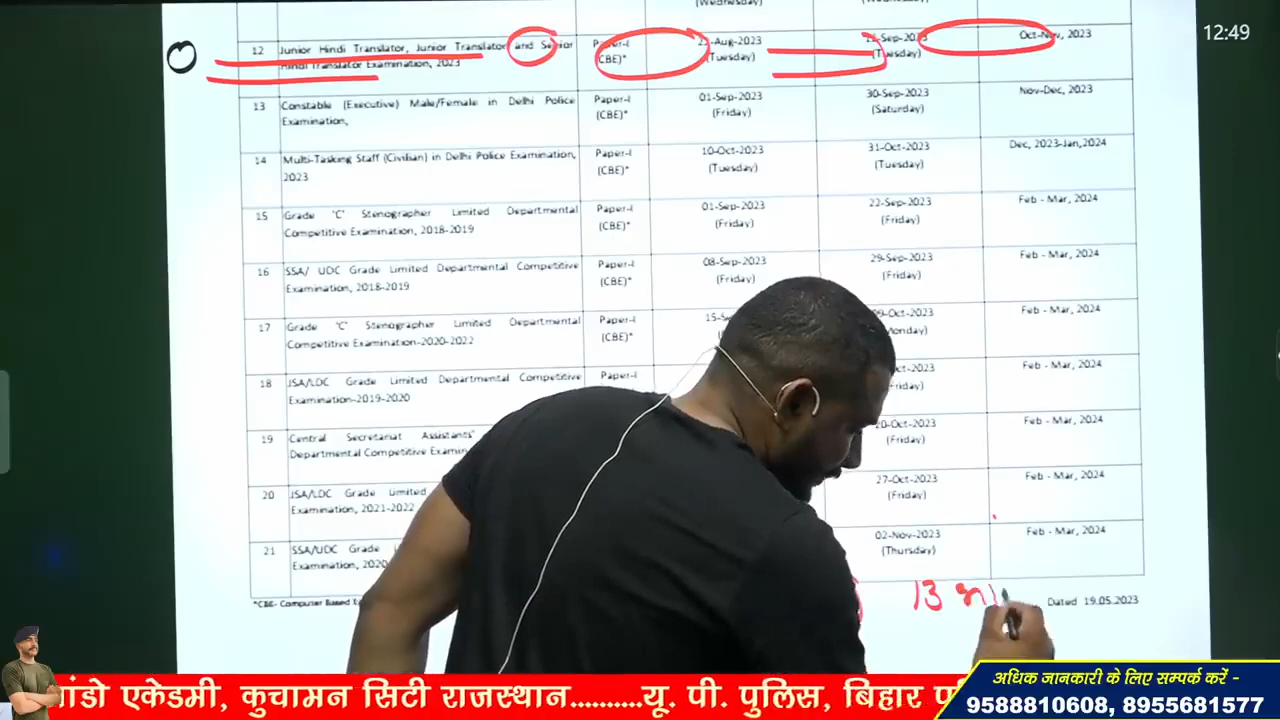 (Wednesday) (Wednesday)
12:49
12 Junior Hindi Translator, Junior Translator and Senior Hindi Translator Examination, 2023 Paper-I (CBE)* 22-Aug-2023 (Tuesday) 12-Sep-2023 (Tuesday) Oct-Nov, 2023
13 Constable (Executive) Male/Female in Delhi Police Examination, Paper-I (CBE)* 01-Sep-2023 (Friday) 30-Sep-2023 (Saturday) Nov-Dec, 2023
14 Multi-Tasking Staff (Civilian) in Delhi Police Examination, 2023 Paper-I (CBE)* 10-Oct-2023 (Tuesday) 31-Oct-2023 (Tuesday) Dec, 2023-Jan,2024
15 Grade 'C' Stenographer Limited Departmental Competitive Examination, 2018-2019 Paper-I (CBE)* 01-Sep-2023 (Friday) 22-Sep-2023 (Friday) Feb - Mar, 2024
16 SSA/ UDC Grade Limited Departmental Competitive Examination, 2018-2019 Paper-I (CBE)* 08-Sep-2023 (Friday) 29-Sep-2023 (Friday) Feb - Mar, 2024
17 Grade 'C' Stenographer Limited Departmental Competitive Examination-2020-2022 Paper-I (CBE)* Feb - Mar, 2024
18 JSA/LDC Grade Limited Departmental Competitive Examination-2019-2020 Paper-I Feb - Mar, 2024
19 Central Secretariat Assistants' Departmental Competitive (Friday) Feb - Mar, 2024
20 JSA/LDC Grade Limited Examination, 2021-2022 27-Oct-2023 (Friday) Feb - Mar, 2024
21 SSA/UDC Grade Examination, 02-Nov-2023 (Thursday) Feb - Mar, 2024
*CBE- Computer Based Dated 19.05.2023
13
एकेडमी, कुचामन सिटी राजस्थान..........यू. पी. पुलिस, बिहार
अधिक जानकारी के लिए सम्पर्क करें -
9588810608, 8955681577